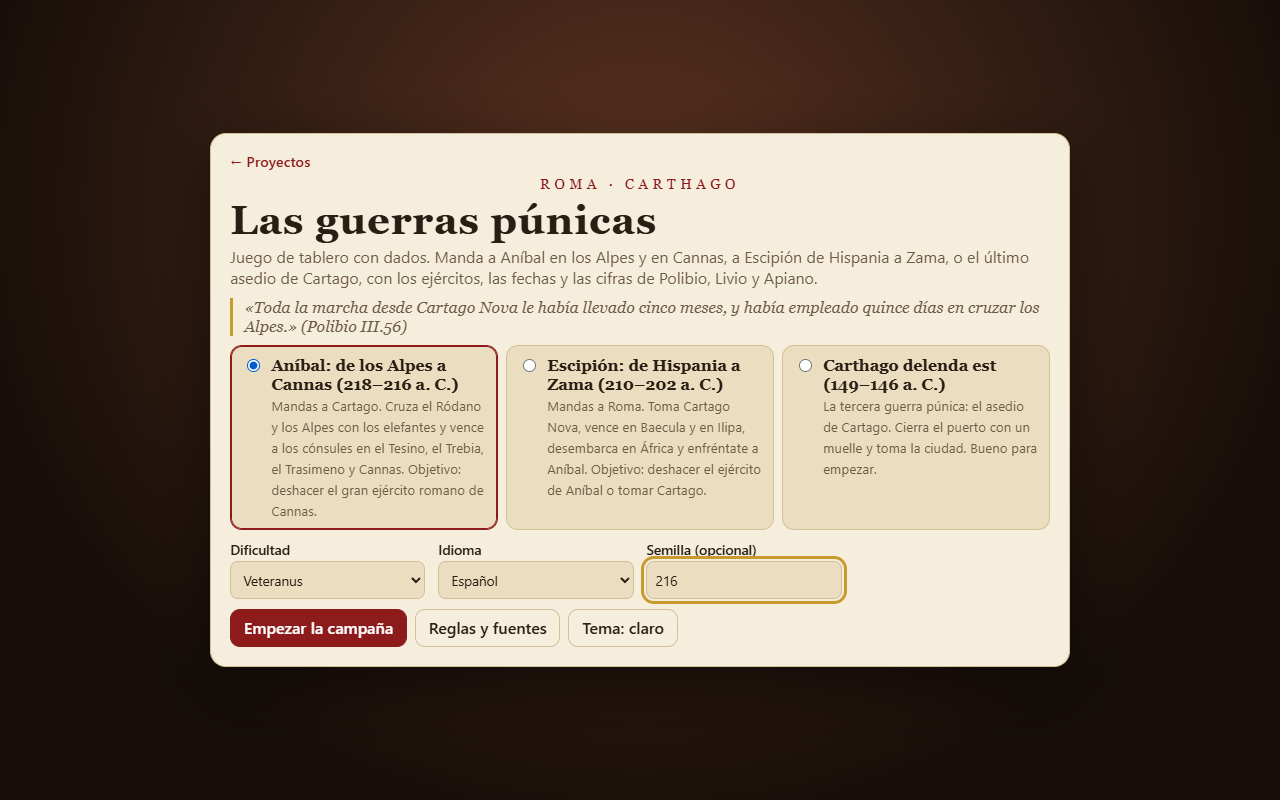 ← Proyectos
ROMA · CARTHAGO
Las guerras púnicas
Juego de tablero con dados. Manda a Aníbal en los Alpes y en Cannas, a Escipión de Hispania a Zama, o el último
asedio de Cartago, con los ejércitos, las fechas y las cifras de Polibio, Livio y Apiano.
«Toda la marcha desde Cartago Nova le había llevado cinco meses, y había empleado quince días en cruzar los
Alpes.» (Polibio III.56)
Aníbal: de los Alpes a
Cannas (218–216 a. C.)
Mandas a Cartago. Cruza el Ródano
y los Alpes con los elefantes y vence
a los cónsules en el Tesino, el Trebia,
el Trasimeno y Cannas. Objetivo:
deshacer el gran ejército romano de
Cannas.
Escipión: de Hispania a
Zama (210–202 a. C.)
Mandas a Roma. Toma Cartago
Nova, vence en Baecula y en Ilipa,
desembarca en África y enfréntate a
Aníbal. Objetivo: deshacer el ejército
de Aníbal o tomar Cartago.
Carthago delenda est
(149–146 a. C.)
La tercera guerra púnica: el asedio
de Cartago. Cierra el puerto con un
muelle y toma la ciudad. Bueno para
empezar.
Dificultad
Veteranus
Idioma
Español
Semilla (opcional)
216
Empezar la campaña
Reglas y fuentes
Tema: claro